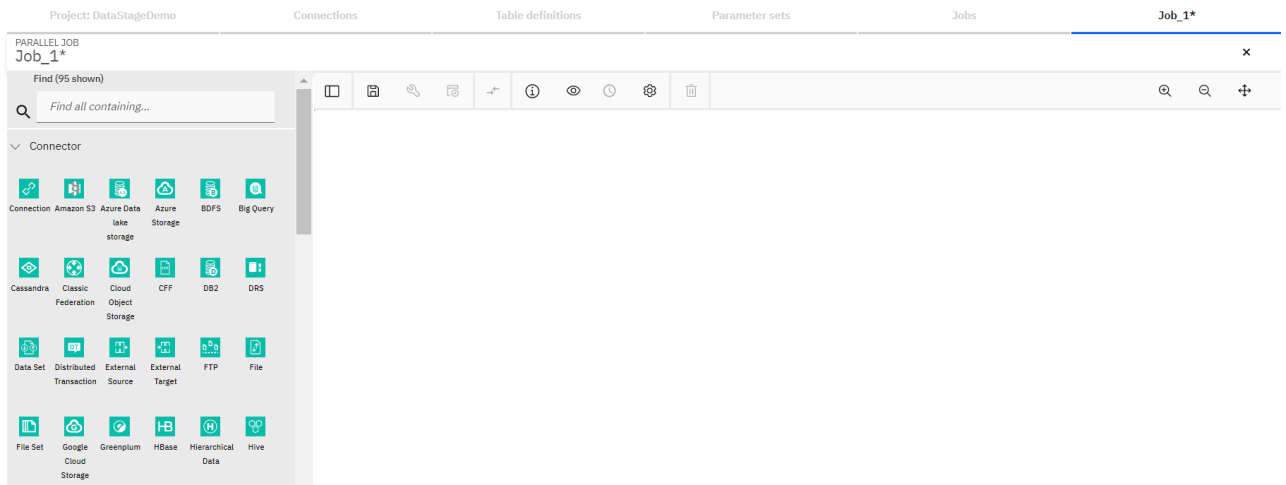 Project: DataStageDemo Connections Table definitions Parameter sets Jobs Job_1*
PARALLEL JOB
Job_1*
Find (95 shown)
Find all containing...
Connector
Connection Amazon S3 Azure Data Azure BDFS Big Query
lake Storage
storage
Cassandra Classic Cloud CFF DB2 DRS
Federation Object
Storage
Data Set Distributed External External FTP File
Transaction Source Target
File Set Google Greenplum HBase Hierarchical Hive
Cloud Data
Storage